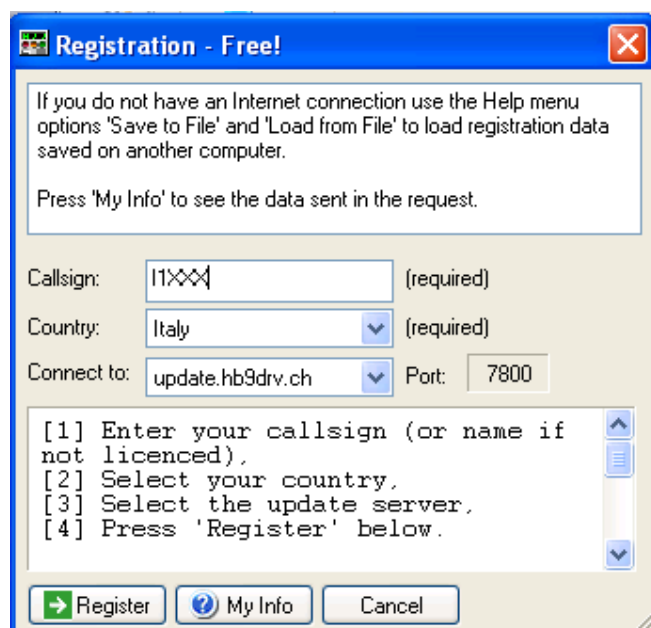 Registration - Free!
If you do not have an Internet connection use the Help menu
options 'Save to File' and 'Load from File' to load registration data
saved on another computer.
Press 'My Info' to see the data sent in the request.
Callsign: I1XXX (required)
Country: Italy (required)
Connect to: update.hb9drv.ch Port: 7800
[1] Enter your callsign (or name if
not licenced),
[2] Select your country,
[3] Select the update server,
[4] Press 'Register' below.
Register My Info Cancel